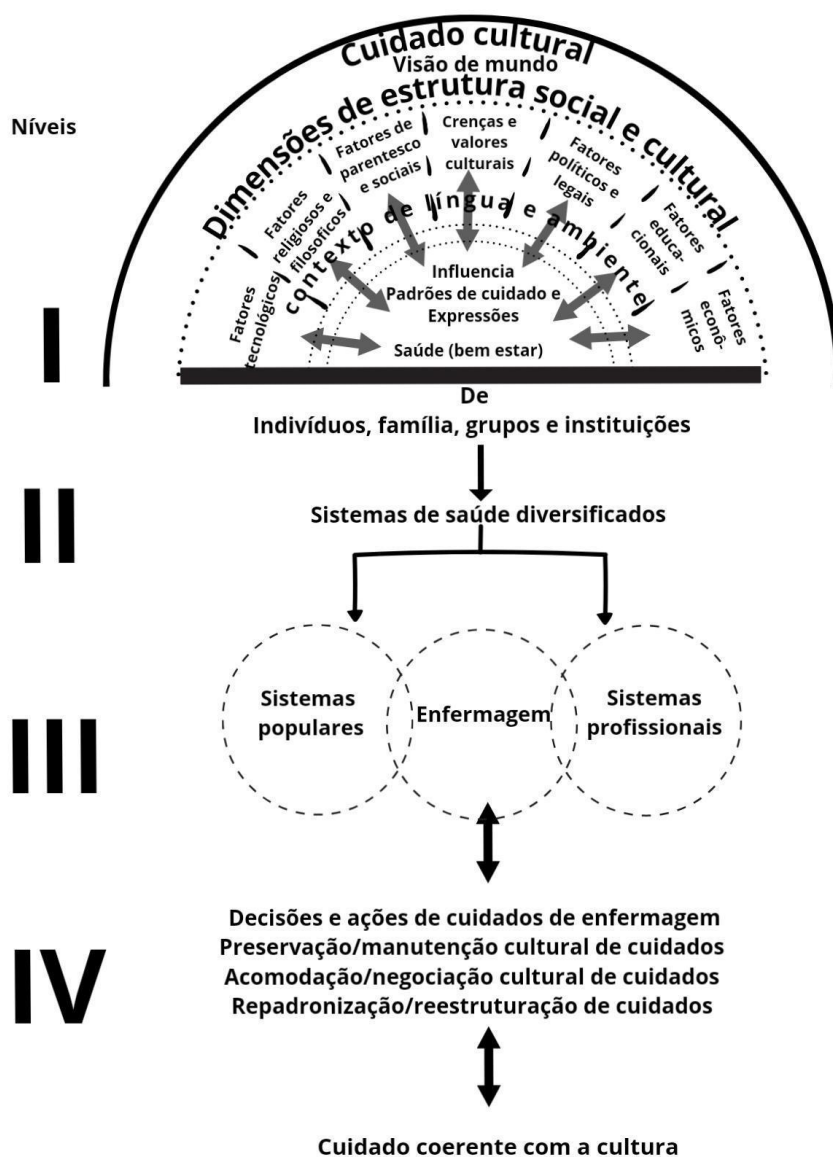 Cuidado cultural
Visão de mundo
Dimensões de estrutura social e cultural
Níveis
Fatores
tecnológicos
Fatores
religiosos e
filosoficos
Fatores de
parentesco
e sociais
Crenças e
valores
culturais
Fatores
políticos e
legais
Fatores
educa-
cionais
Fatores
econô-
micos
contexto de língua e ambiente
Influencia
Padrões de cuidado e
Expressões
Saúde (bem estar)
I
De
Indivíduos, família, grupos e instituições
II
Sistemas de saúde diversificados
III
Sistemas
populares
Enfermagem
Sistemas
profissionais
IV
Decisões e ações de cuidados de enfermagem
Preservação/manutenção cultural de cuidados
Acomodação/negociação cultural de cuidados
Repadronização/reestruturação de cuidados
Cuidado coerente com a cultura